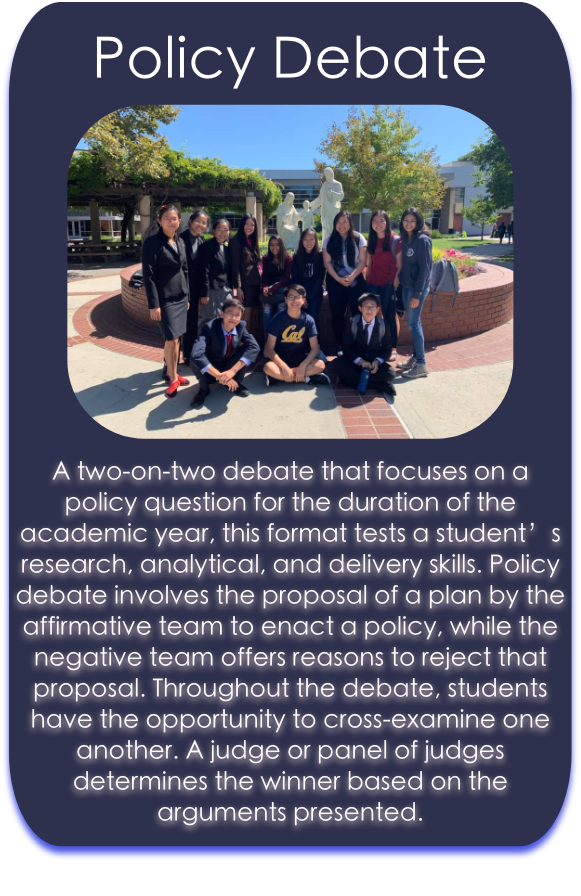 Policy Debate
Cal
A two-on-two debate that focuses on a
policy question for the duration of the
academic year, this format tests a student’s
research, analytical, and delivery skills. Policy
debate involves the proposal of a plan by the
affirmative team to enact a policy, while the
negative team offers reasons to reject that
proposal. Throughout the debate, students
have the opportunity to cross-examine one
another. A judge or panel of judges
determines the winner based on the
arguments presented.